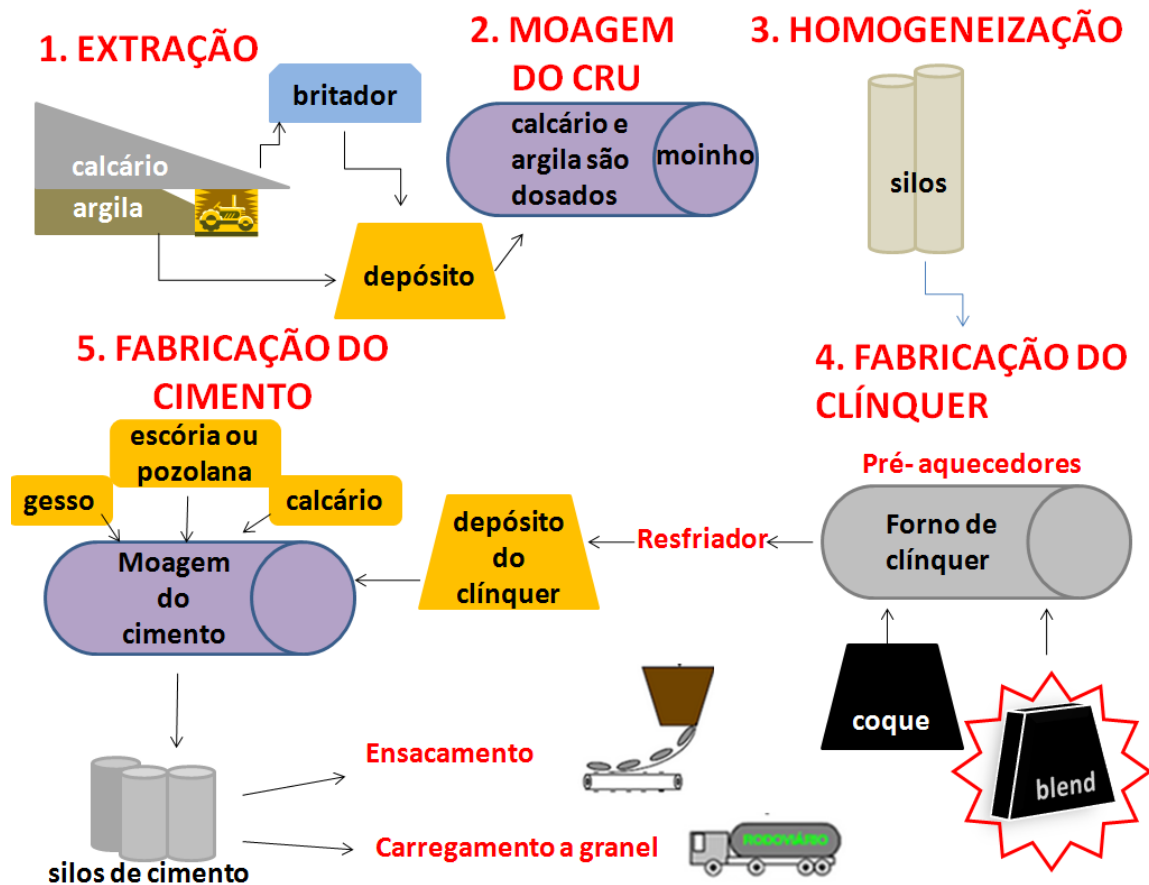 1. EXTRAÇÃO
calcário
argila
britador
depósito
2. MOAGEM
DO CRU
calcário e
argila são
dosados
moinho
3. HOMOGENEIZAÇÃO
silos
4. FABRICAÇÃO DO
CLÍNQUER
Pré- aquecedores
Forno de
clínquer
coque
blend
Resfriador
depósito
do
clínquer
5. FABRICAÇÃO DO
CIMENTO
escória ou
pozolana
gesso
calcário
Moagem
do
cimento
silos de cimento
Ensacamento
Carregamento a granel
RODOVIÁRIO